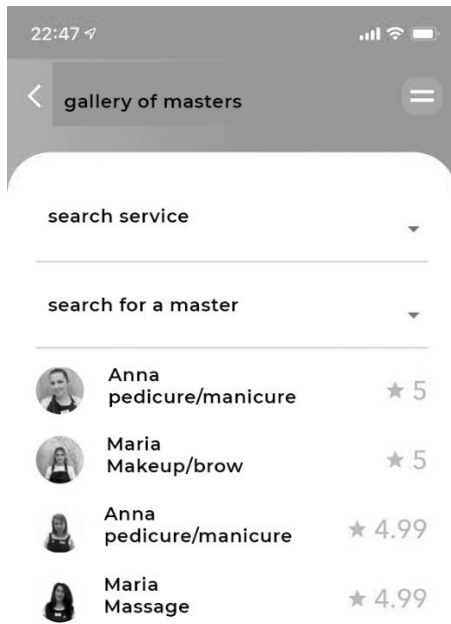 22:47
gallery of masters
search service
search for a master
Anna
pedicure/manicure
★ 5
Maria
Makeup/brow
★ 5
Anna
pedicure/manicure
★ 4.99
Maria
Massage
★ 4.99